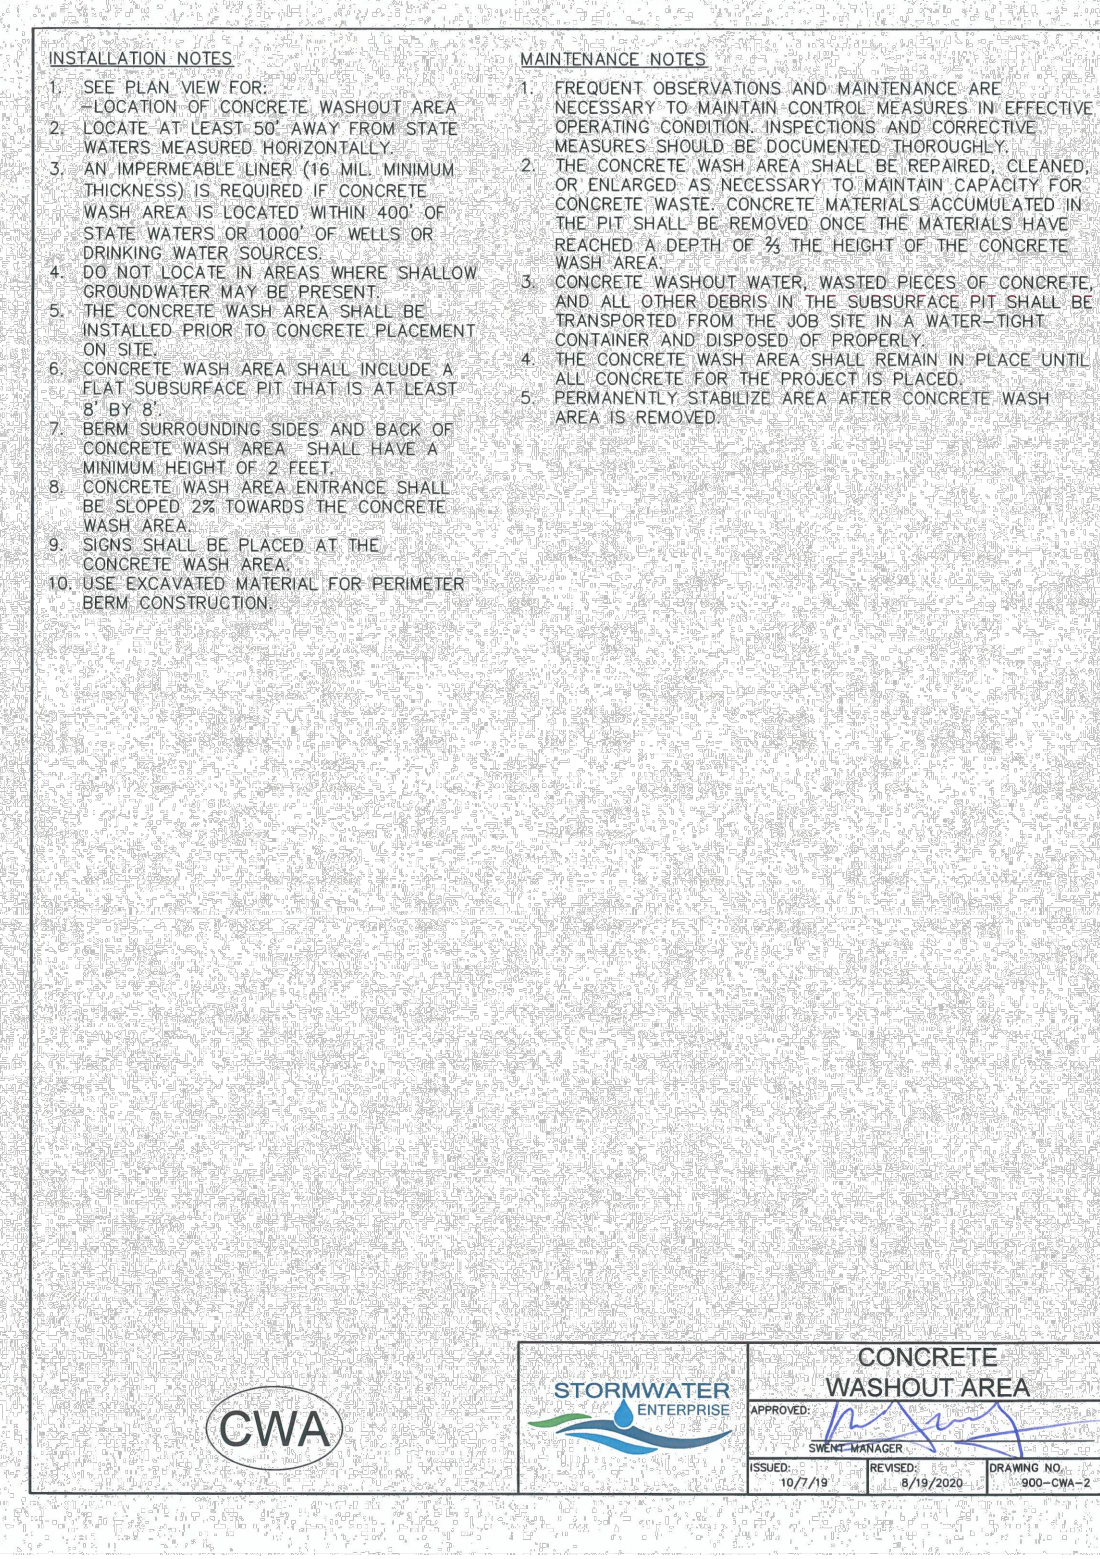 INSTALLATION NOTES
1. SEE PLAN VIEW FOR:
-LOCATION OF CONCRETE WASHOUT AREA
2. LOCATE AT LEAST 50' AWAY FROM STATE
WATERS MEASURED HORIZONTALLY.
3. AN IMPERMEABLE LINER (16 MIL. MINIMUM
THICKNESS) IS REQUIRED IF CONCRETE
WASH AREA IS LOCATED WITHIN 400' OF
STATE WATERS OR 1000' OF WELLS OR
DRINKING WATER SOURCES.
4. DO NOT LOCATE IN AREAS WHERE SHALLOW
GROUNDWATER MAY BE PRESENT.
5. THE CONCRETE WASH AREA SHALL BE
INSTALLED PRIOR TO CONCRETE PLACEMENT
ON SITE.
6. CONCRETE WASH AREA SHALL INCLUDE A
FLAT SUBSURFACE PIT THAT IS AT LEAST
8' BY 8'.
7. BERM SURROUNDING SIDES AND BACK OF
CONCRETE WASH AREA SHALL HAVE A
MINIMUM HEIGHT OF 2 FEET.
8. CONCRETE WASH AREA ENTRANCE SHALL
BE SLOPED 2% TOWARDS THE CONCRETE
WASH AREA.
9. SIGNS SHALL BE PLACED AT THE
CONCRETE WASH AREA.
10. USE EXCAVATED MATERIAL FOR PERIMETER
BERM CONSTRUCTION.
MAINTENANCE NOTES
1. FREQUENT OBSERVATIONS AND MAINTENANCE ARE
NECESSARY TO MAINTAIN CONTROL MEASURES IN EFFECTIVE
OPERATING CONDITION. INSPECTIONS AND CORRECTIVE
MEASURES SHOULD BE DOCUMENTED THOROUGHLY.
2. THE CONCRETE WASH AREA SHALL BE REPAIRED, CLEANED,
OR ENLARGED AS NECESSARY TO MAINTAIN CAPACITY FOR
CONCRETE WASTE. CONCRETE MATERIALS ACCUMULATED IN
THE PIT SHALL BE REMOVED ONCE THE MATERIALS HAVE
REACHED A DEPTH OF ⅔ THE HEIGHT OF THE CONCRETE
WASH AREA.
3. CONCRETE WASHOUT WATER, WASTED PIECES OF CONCRETE,
AND ALL OTHER DEBRIS IN THE SUBSURFACE PIT SHALL BE
TRANSPORTED FROM THE JOB SITE IN A WATER-TIGHT
CONTAINER AND DISPOSED OF PROPERLY.
4. THE CONCRETE WASH AREA SHALL REMAIN IN PLACE UNTIL
ALL CONCRETE FOR THE PROJECT IS PLACED.
5. PERMANENTLY STABILIZE AREA AFTER CONCRETE WASH
AREA IS REMOVED.
CWA
STORMWATER
ENTERPRISE
CONCRETE
WASHOUT AREA
APPROVED:
SWENT MANAGER
ISSUED:
10/7/19
REVISED:
8/19/2020
DRAWING NO.
900-CWA-2